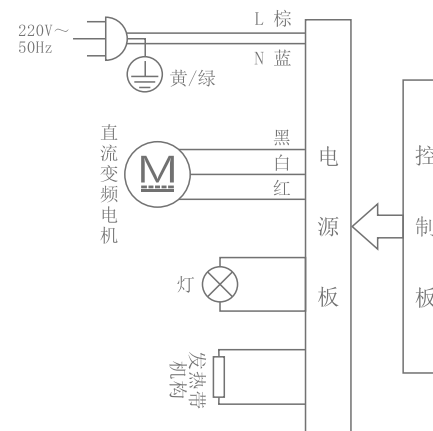 220V～
50Hz
L 棕
N 蓝
黄/绿
直流变频电机
M
黑
白
红
灯
发热带
机构
电源板
控制板